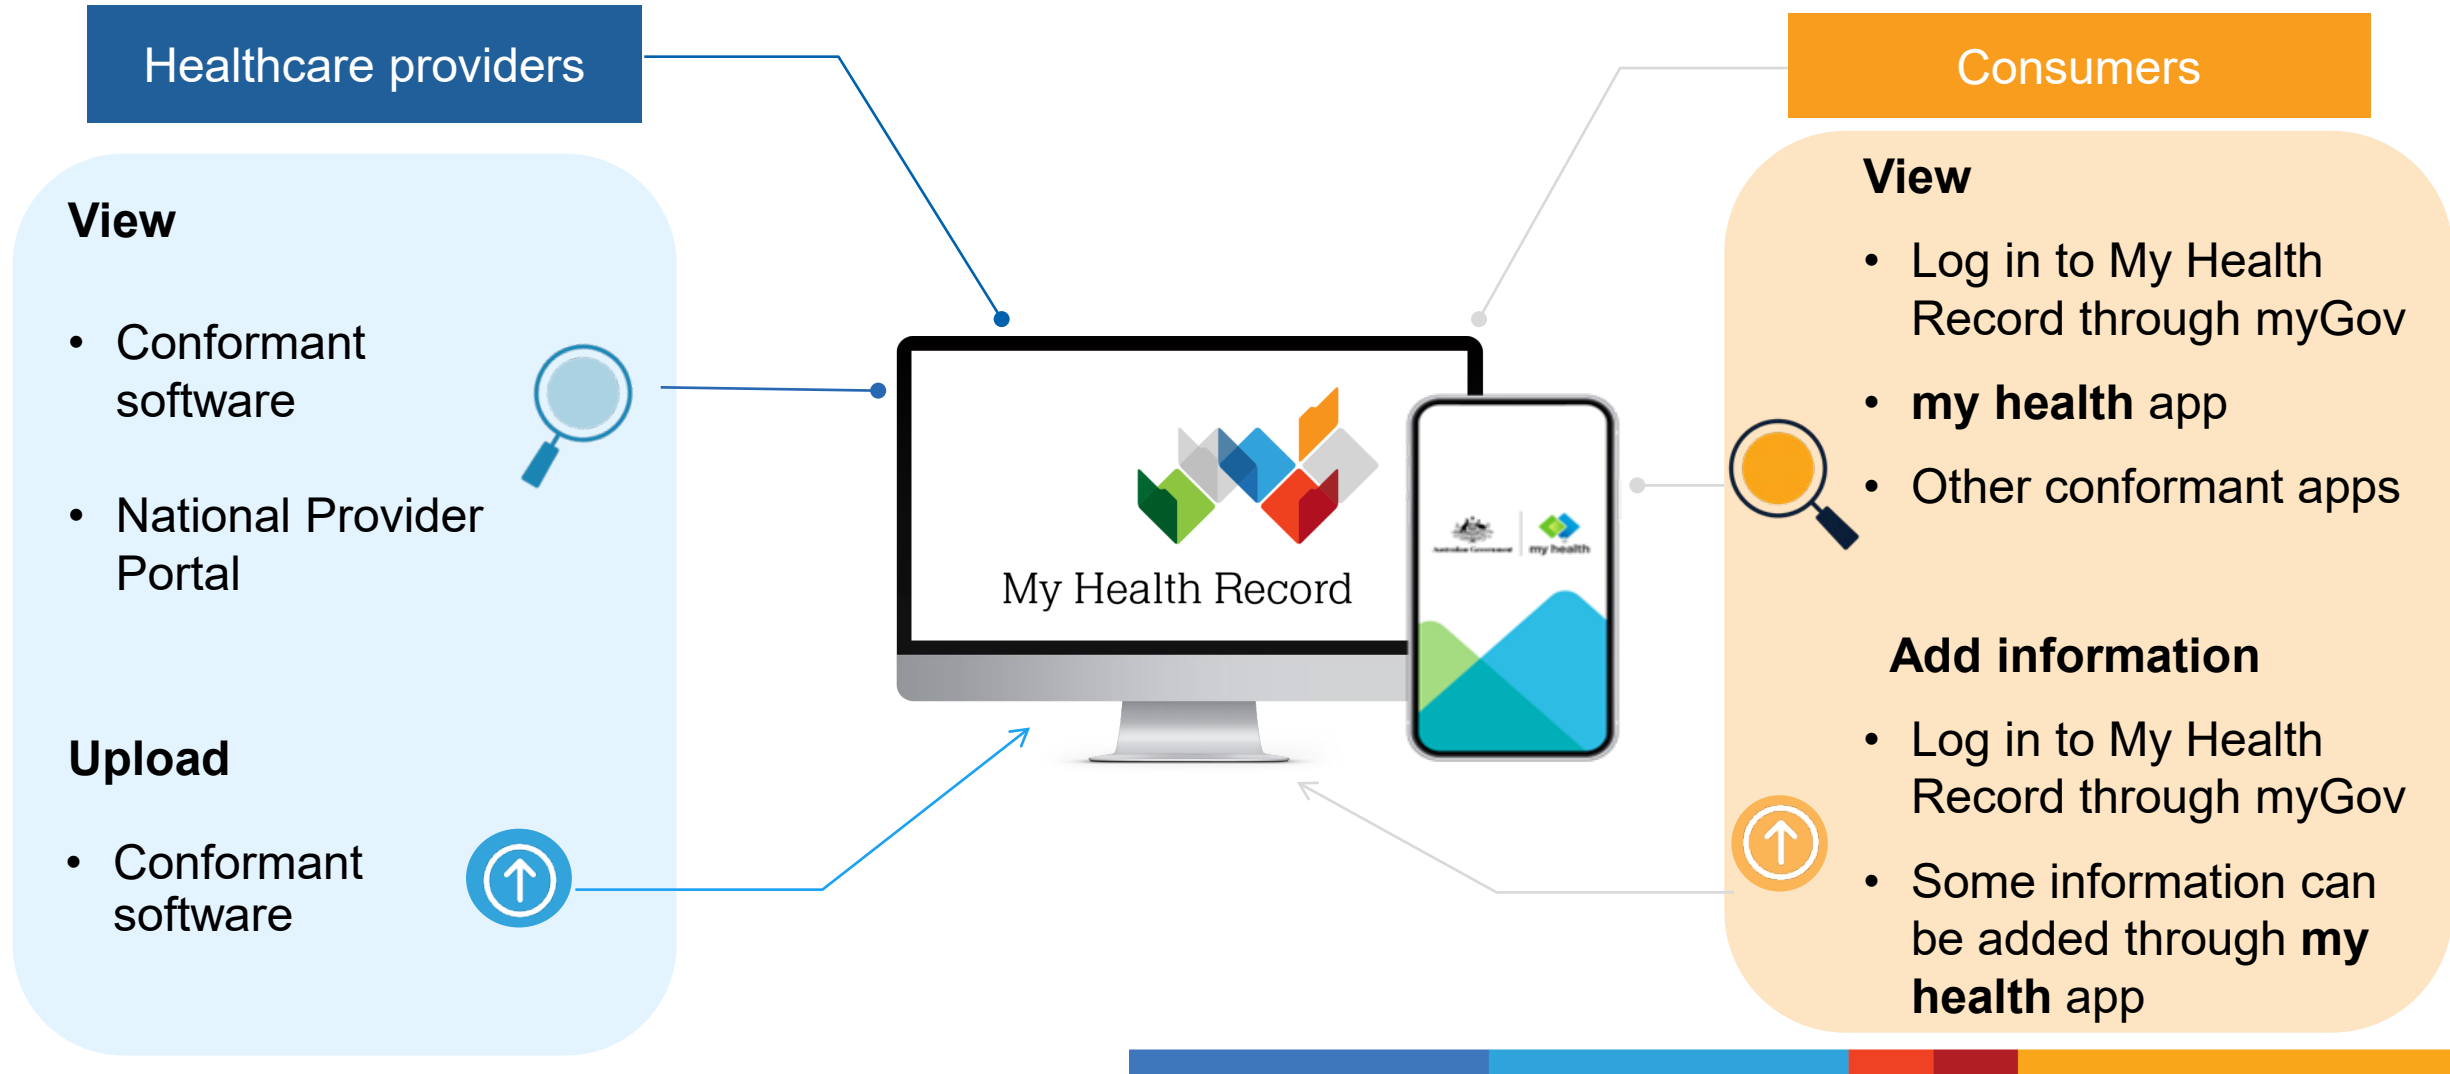 Healthcare providers
View
• Conformant
software
• National Provider
Portal
Upload
• Conformant
software
My Health Record
Australian Government
my health
Consumers
View
• Log in to My Health
Record through myGov
• my health app
• Other conformant apps
Add information
• Log in to My Health
Record through myGov
• Some information can
be added through my
health app